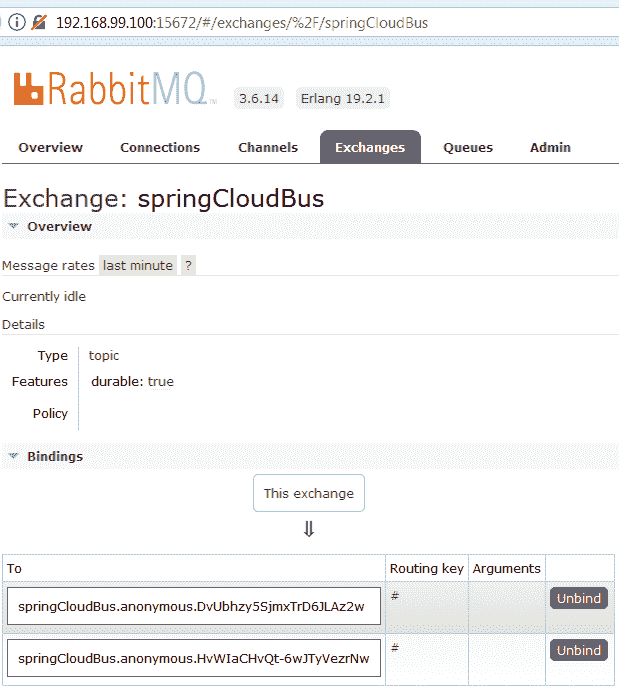 192.168.99.100:15672/#/exchanges/%2F/springCloudBus
RabbitMQ TM 3.6.14 Erlang 19.2.1
Overview Connections Channels Exchanges Queues Admin
Exchange: springCloudBus
Overview
Message rates last minute ?
Currently idle
Details
Type topic
Features durable: true
Policy
Bindings
This exchange
⇓
To Routing key Arguments
springCloudBus.anonymous.DvUbhzy5SjmxTrD6JLAz2w # Unbind
springCloudBus.anonymous.HvWIaCHvQt-6wJTyVezrNw # Unbind